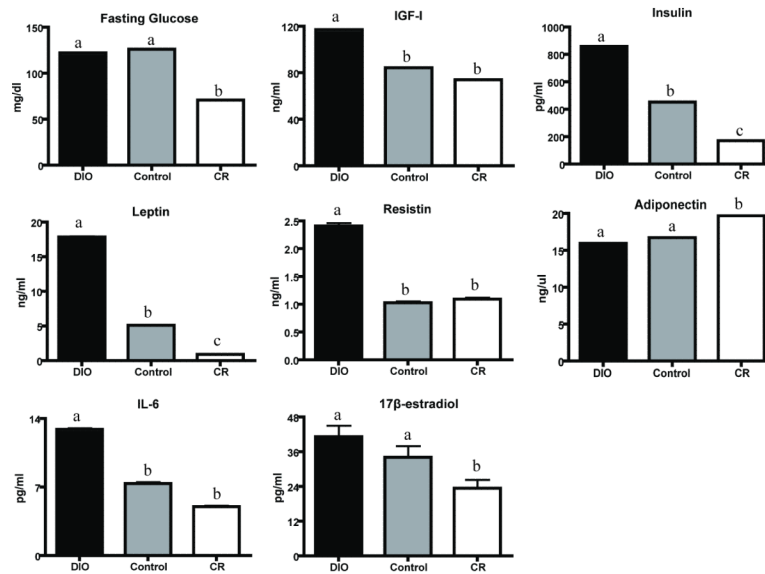 Fasting Glucose
mg/dl
150
100
50
0
a
a
b
DIO
Control
CR
IGF-I
ng/ml
120
80
40
0
a
b
b
DIO
Control
CR
Insulin
pg/ml
1000
800
600
400
200
0
a
b
c
DIO
Control
CR
Leptin
ng/ml
20
15
10
5
0
a
b
c
DIO
Control
CR
Resistin
ng/ml
2.5
2.0
1.5
1.0
0.5
0.0
a
b
b
DIO
Control
CR
Adiponectin
ng/ul
20
15
10
5
0
a
a
b
DIO
Control
CR
IL-6
pg/ml
14
7
0
a
b
b
DIO
Control
CR
17β-estradiol
pg/ml
48
36
24
12
0
a
a
b
DIO
Control
CR